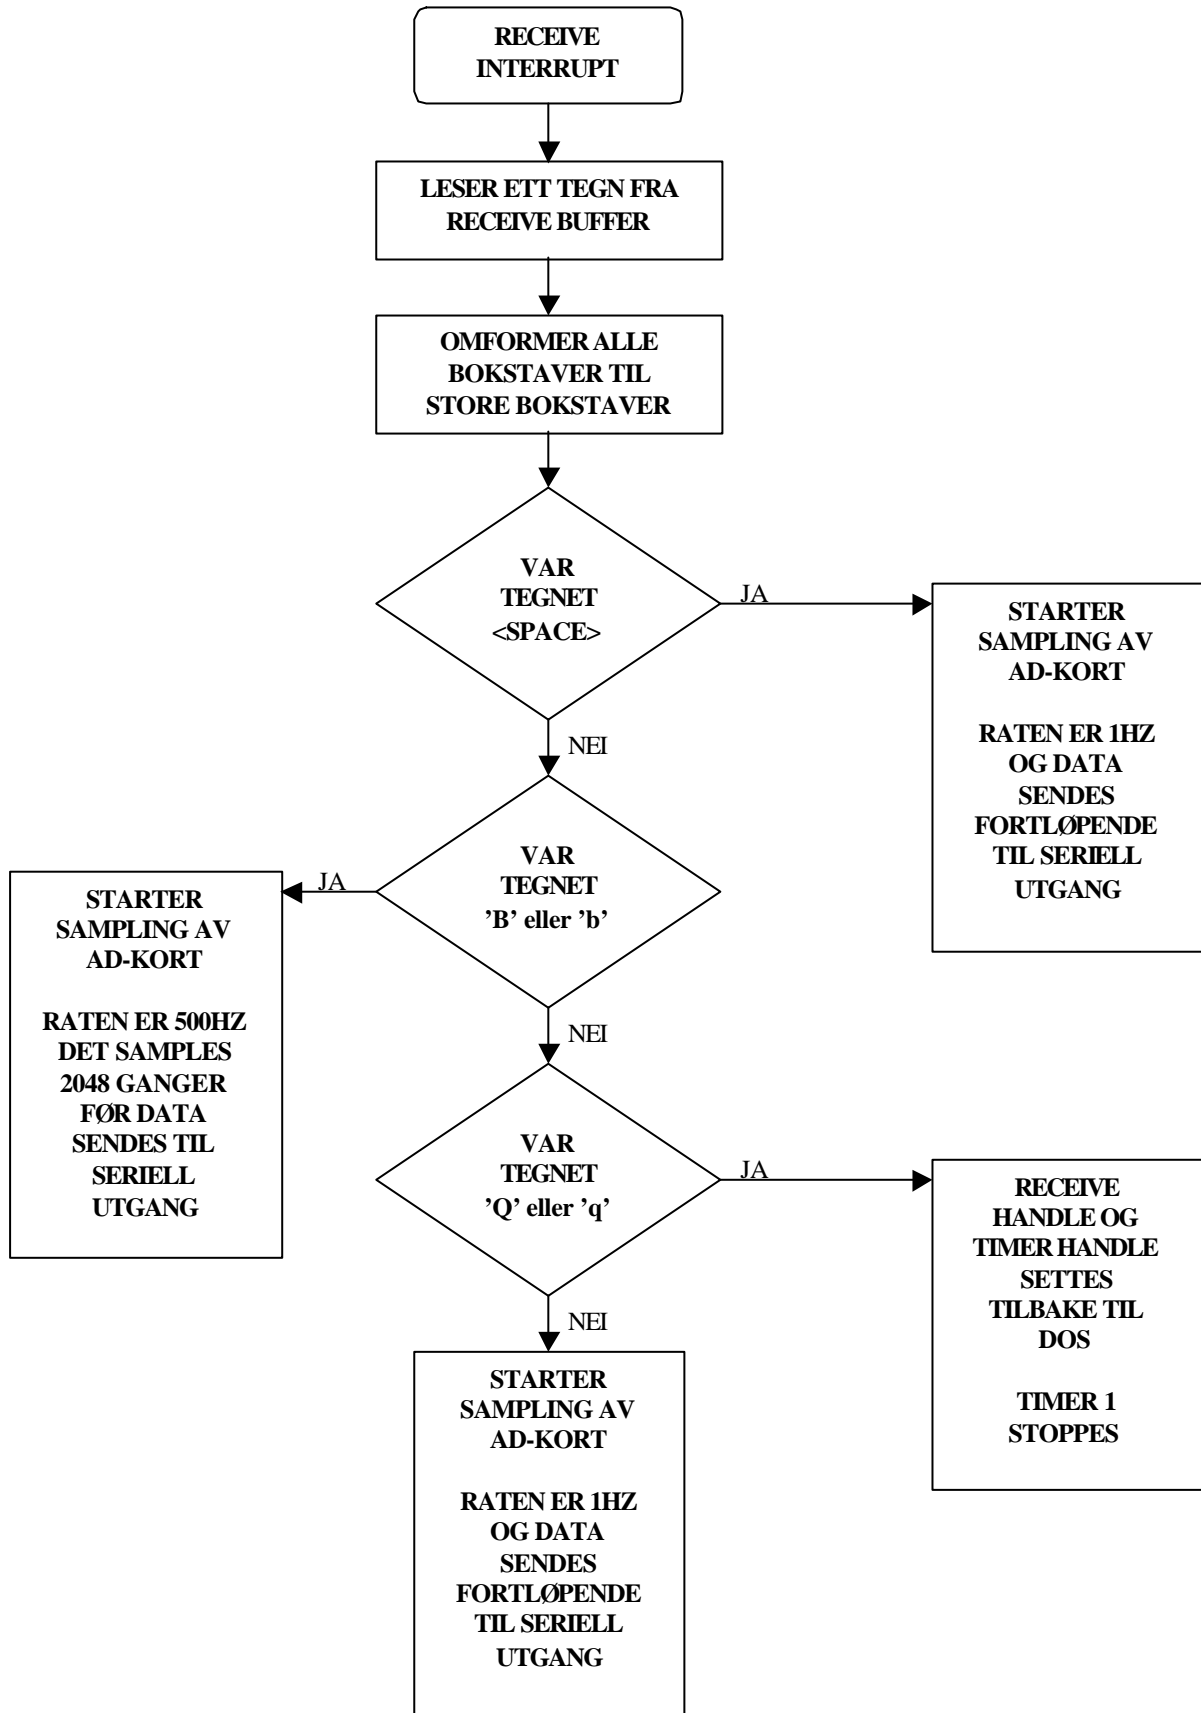 RECEIVE
INTERRUPT
LESER ETT TEGN FRA
RECEIVE BUFFER
OMFORMER ALLE
BOKSTAVER TIL
STORE BOKSTAVER
VAR
TEGNET
<SPACE>
JA
STARTER
SAMPLING AV
AD-KORT
RATEN ER 1HZ
OG DATA
SENDES
FORTLØPENDE
TIL SERIELL
UTGANG
NEI
VAR
TEGNET
’B’ eller ’b’
JA
STARTER
SAMPLING AV
AD-KORT
RATEN ER 500HZ
DET SAMPLES
2048 GANGER
FØR DATA
SENDES TIL
SERIELL
UTGANG
NEI
VAR
TEGNET
’Q’ eller ’q’
JA
RECEIVE
HANDLE OG
TIMER HANDLE
SETTES
TILBAKE TIL
DOS
TIMER 1
STOPPES
NEI
STARTER
SAMPLING AV
AD-KORT
RATEN ER 1HZ
OG DATA
SENDES
FORTLØPENDE
TIL SERIELL
UTGANG